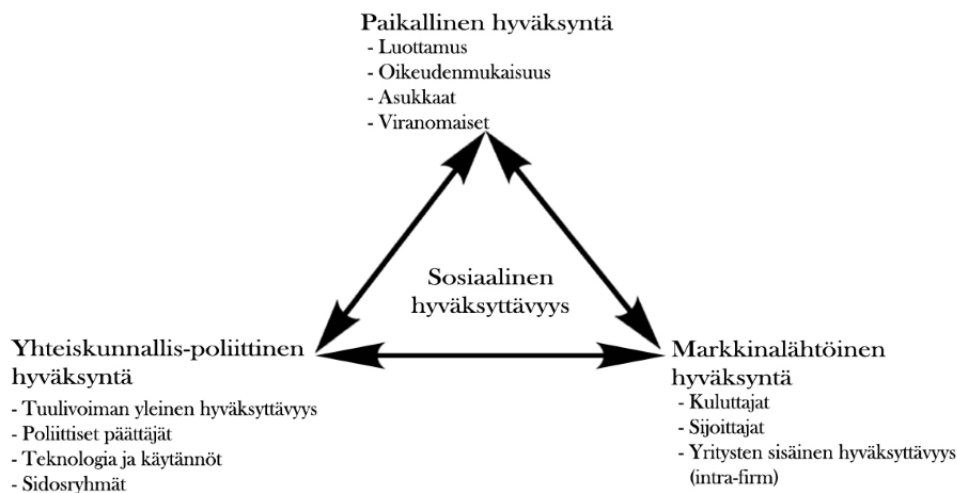 Paikallinen hyväksyntä
- Luottamus
- Oikeudenmukaisuus
- Asukkaat
- Viranomaiset
Sosiaalinen
hyväksyttävyys
Yhteiskunnallis-poliittinen
hyväksyntä
- Tuulivoiman yleinen hyväksyttävyys
- Poliittiset päättäjät
- Teknologia ja käytännöt
- Sidosryhmät
Markkinalähtöinen
hyväksyntä
- Kuluttajat
- Sijoittajat
- Yritysten sisäinen hyväksyttävyys
(intra-firm)